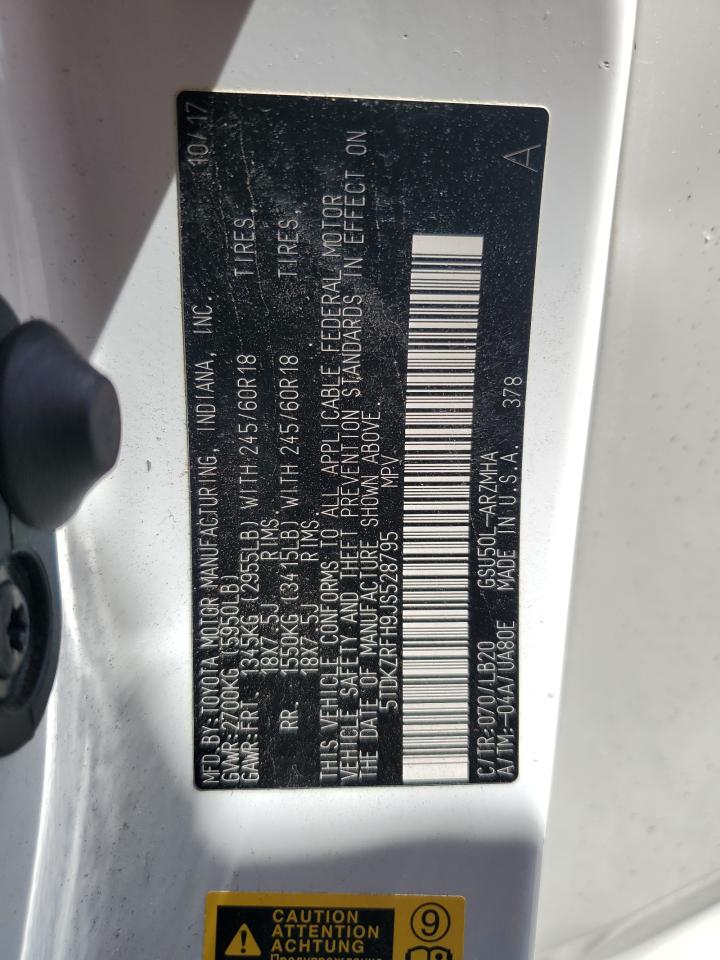 MFD.BY:TOYOTA MOTOR MANUFACTURING, INDIANA, INC. 10/17
GVWR:2700KG (5950LB)
GAWR:FRT. 1345KG (2955LB) WITH 245/60R18 TIRES,
18X7.5J RIMS.
RR. 1550KG (3415LB) WITH 245/60R18 TIRES,
18X7.5J RIMS.
THIS VEHICLE CONFORMS TO ALL APPLICABLE FEDERAL MOTOR
VEHICLE SAFETY AND THEFT PREVENTION STANDARDS IN EFFECT ON
THE DATE OF MANUFACTURE SHOWN ABOVE.
5TDKZRFH9JS528795 MPV
C/TR:070/LB20 GSU50L-ARZMHA
A/TM:-04A/UA80E MADE IN U.S.A. 378
A
CAUTION
ATTENTION
ACHTUNG
Предупреждение
9